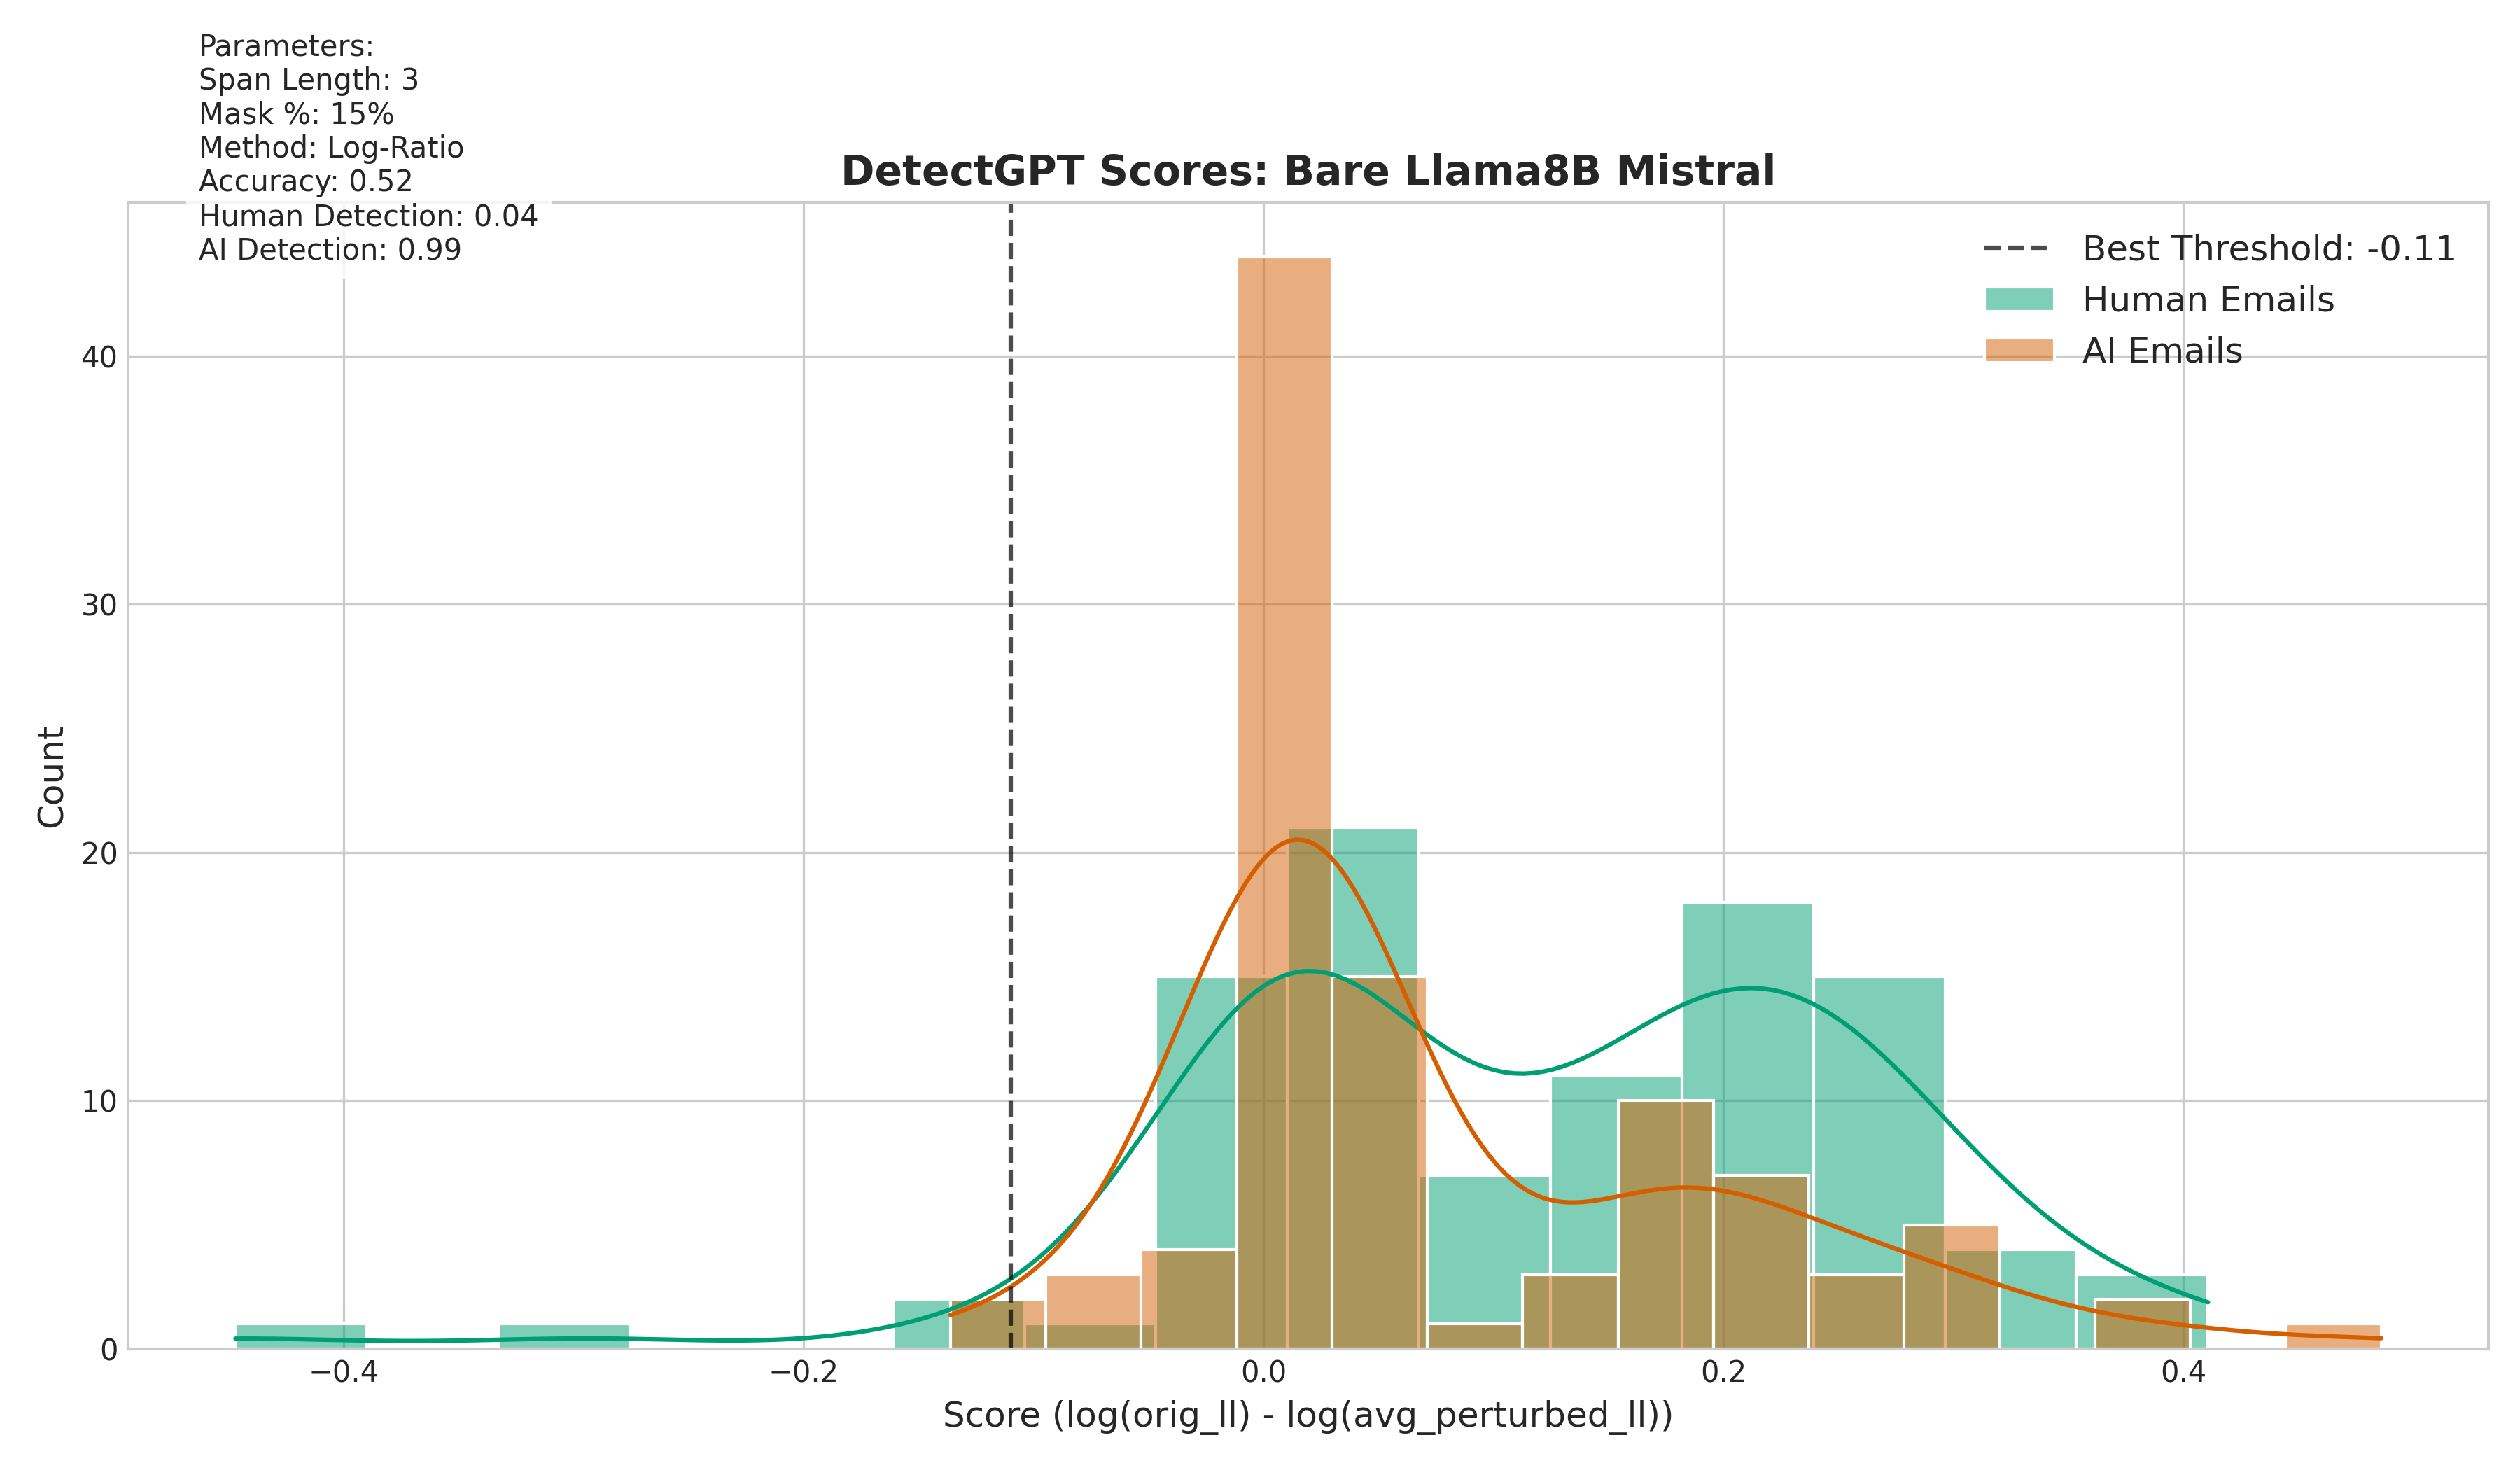 Parameters:
Span Length: 3
Mask %: 15%
Method: Log-Ratio
Accuracy: 0.52
Human Detection: 0.04
AI Detection: 0.99
DetectGPT Scores: Bare Llama8B Mistral
Best Threshold: -0.11
Human Emails
AI Emails
40
30
20
10
0
Count
−0.4
−0.2
0.0
0.2
0.4
Score (log(orig_ll) - log(avg_perturbed_ll))